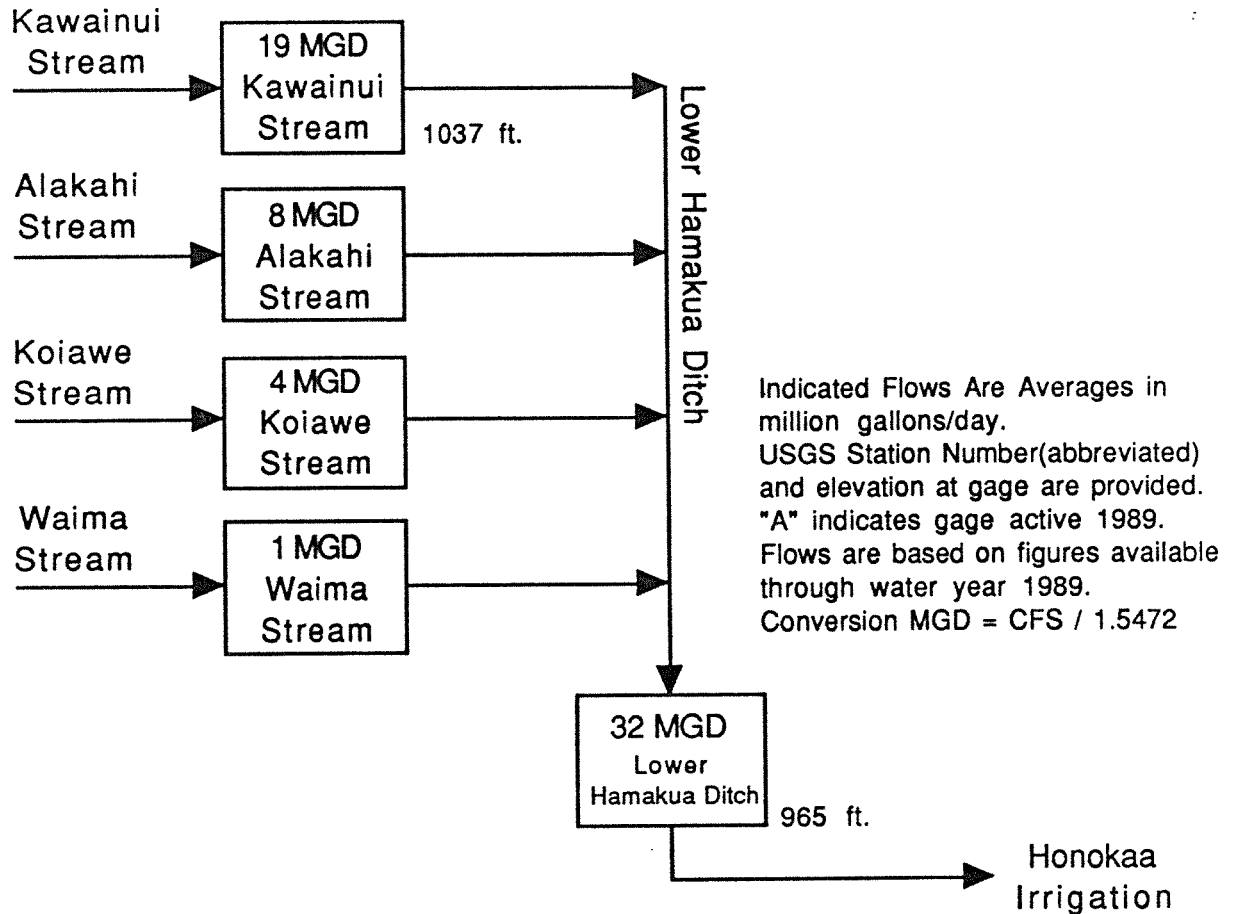 Kawainui
Stream
19 MGD
Kawainui
Stream
1037 ft.
Alakahi
Stream
8 MGD
Alakahi
Stream
Koiawe
Stream
4 MGD
Koiawe
Stream
Waima
Stream
1 MGD
Waima
Stream
Lower Hamakua Ditch
Indicated Flows Are Averages in
million gallons/day.
USGS Station Number(abbreviated)
and elevation at gage are provided.
"A" indicates gage active 1989.
Flows are based on figures available
through water year 1989.
Conversion MGD = CFS / 1.5472
32 MGD
Lower
Hamakua Ditch
965 ft.
Honokaa
Irrigation